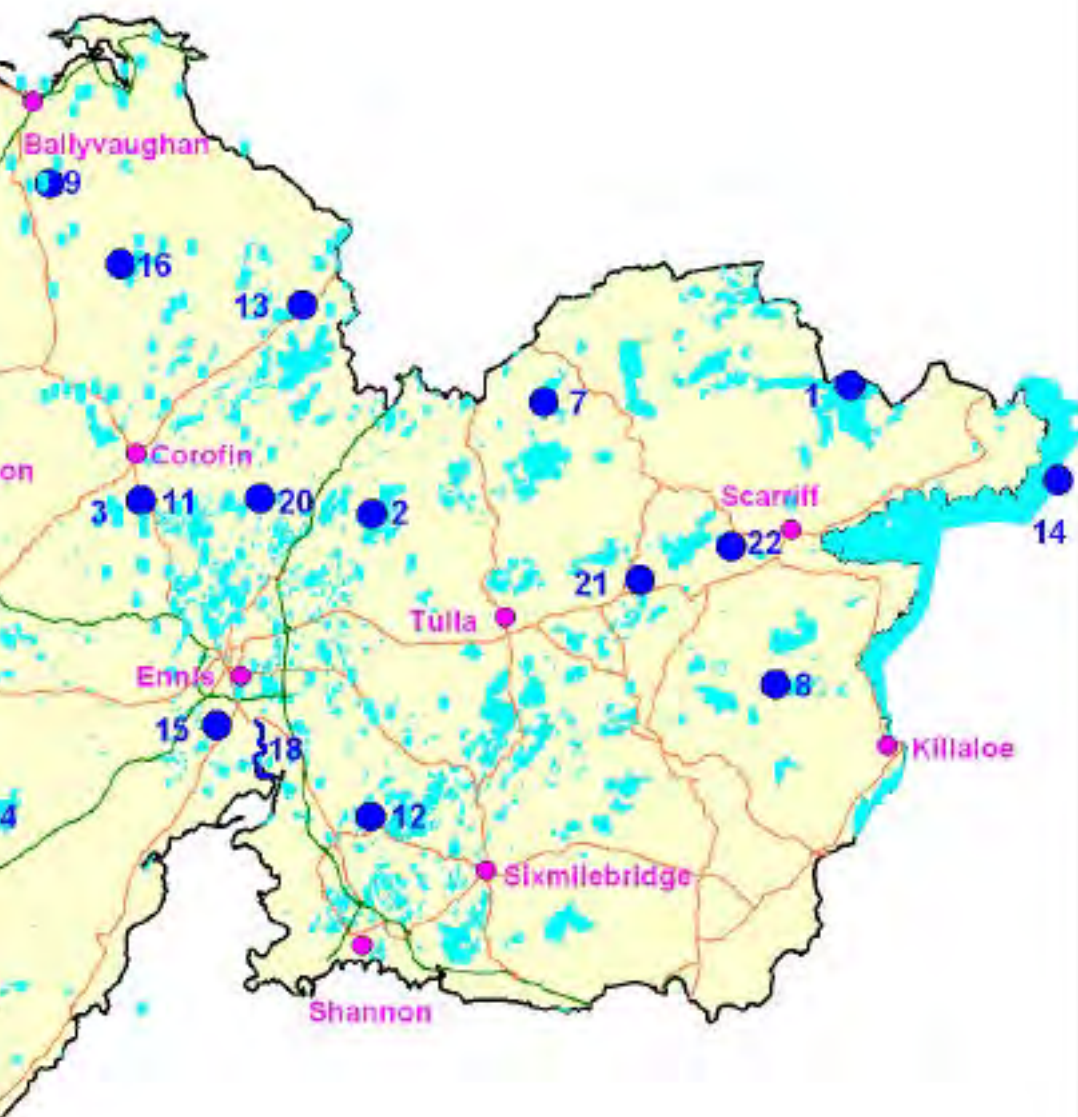 Ballyvaughan
9
16
13
7
1
Corofin
on
3
11
20
2
Scarriff
14
22
21
Tulla
Ennis
8
15
18
Killaloe
4
12
Sixmilebridge
Shannon